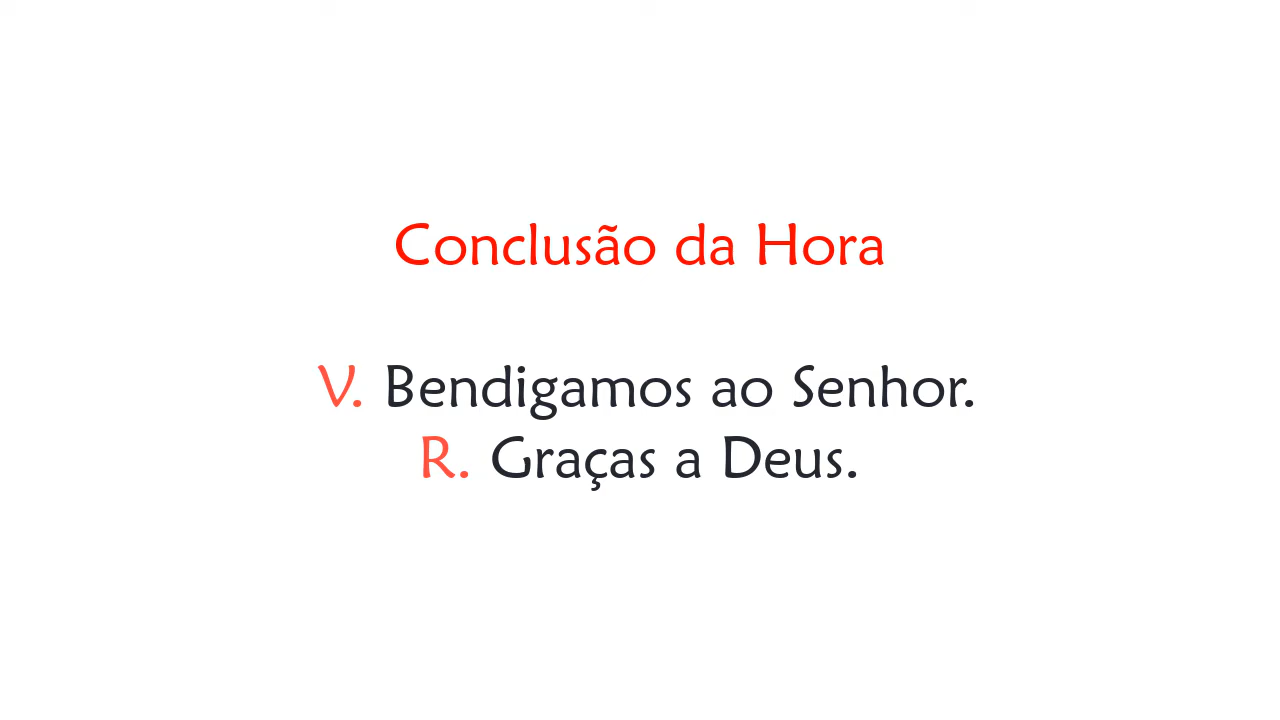 Conclusão da Hora
V. Bendigamos ao Senhor.
R. Graças a Deus.